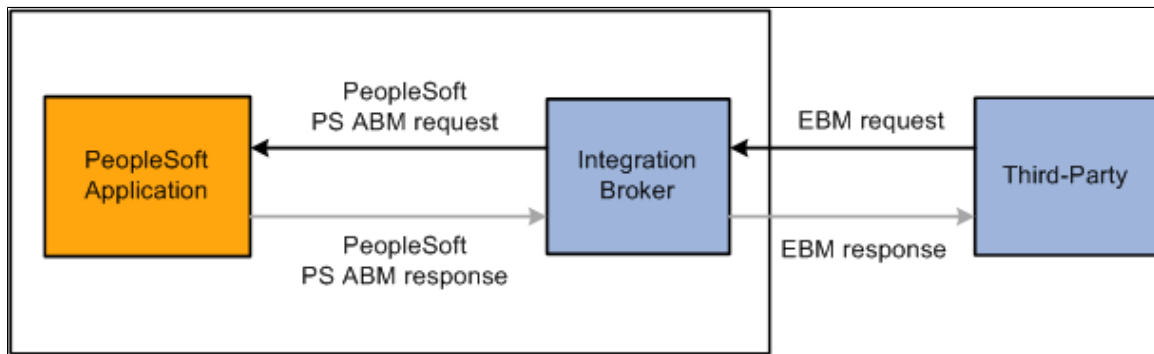 PeopleSoft
PS ABM request
EBM request
PeopleSoft
Application
Integration
Broker
Third-Party
PeopleSoft
PS ABM response
EBM response